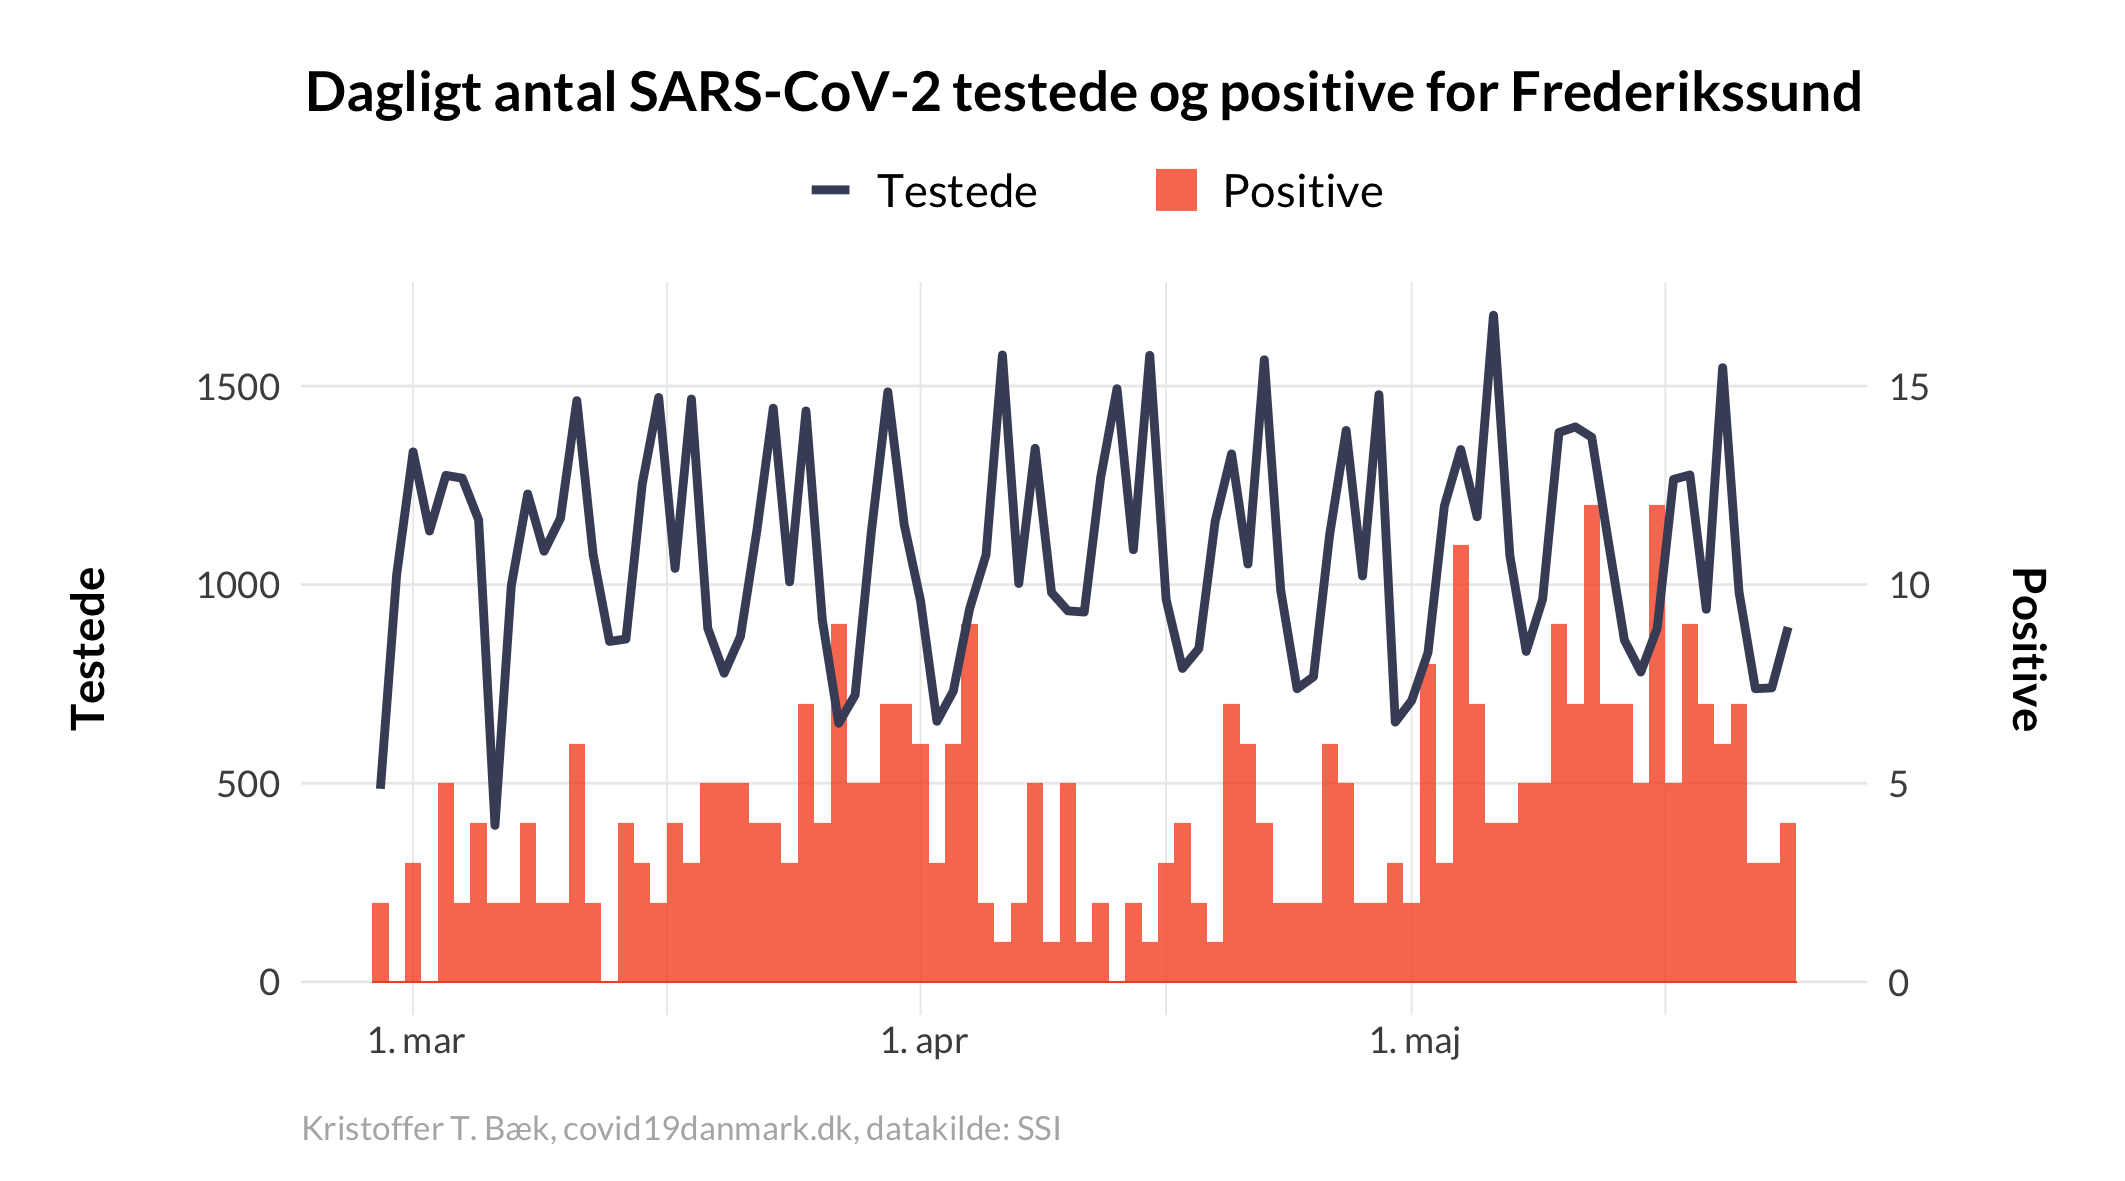 Dagligt antal SARS-CoV-2 testede og positive for Frederikssund
Testede
Positive
1500
1000
500
0
15
10
5
0
Testede
Positive
1. mar
1. apr
1. maj
Kristoffer T. Bæk, covid19danmark.dk, datakilde: SSI